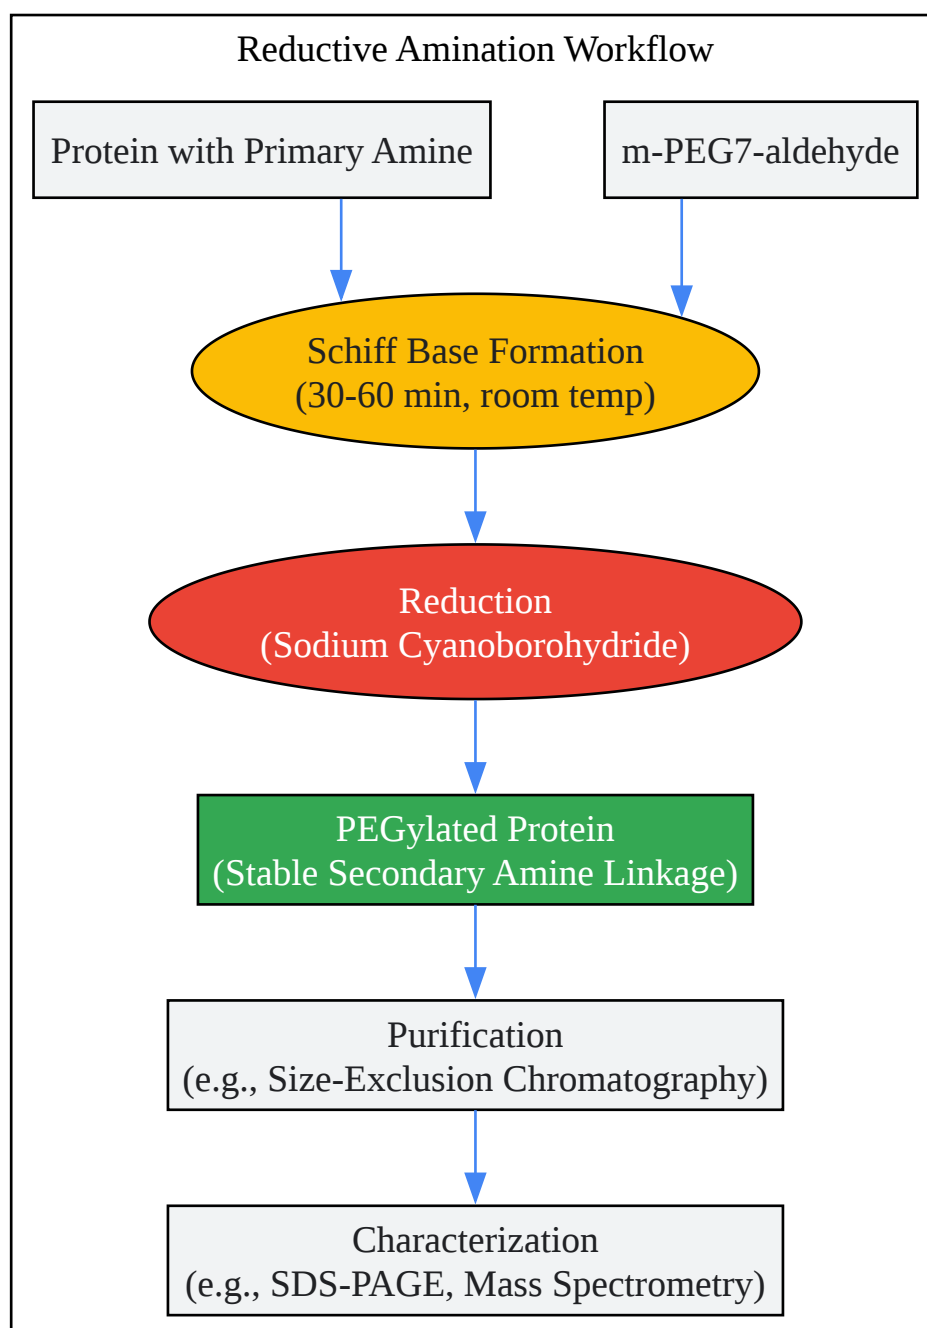 Reductive Amination Workflow
Protein with Primary Amine
m-PEG7-aldehyde
Schiff Base Formation
(30-60 min, room temp)
Reduction
(Sodium Cyanoborohydride)
PEGylated Protein
(Stable Secondary Amine Linkage)
Purification
(e.g., Size-Exclusion Chromatography)
Characterization
(e.g., SDS-PAGE, Mass Spectrometry)